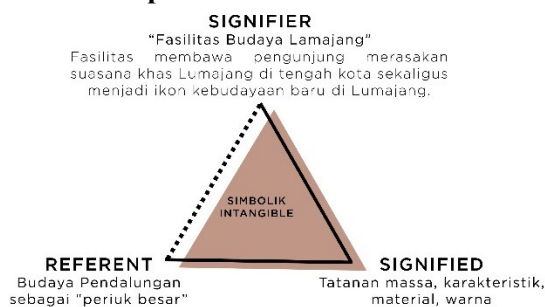 SIGNIFIER
"Fasilitas Budaya Lamajang"
Fasilitas membawa pengunjung merasakan
suasana khas Lumajang di tengah kota sekaligus
menjadi ikon kebudayaan baru di Lumajang.
SIMBOLIK
INTANGIBLE
REFERENT
Budaya Pendalungan
sebagai "periuk besar"
SIGNIFIED
Tatanan massa, karakteristik,
material, warna